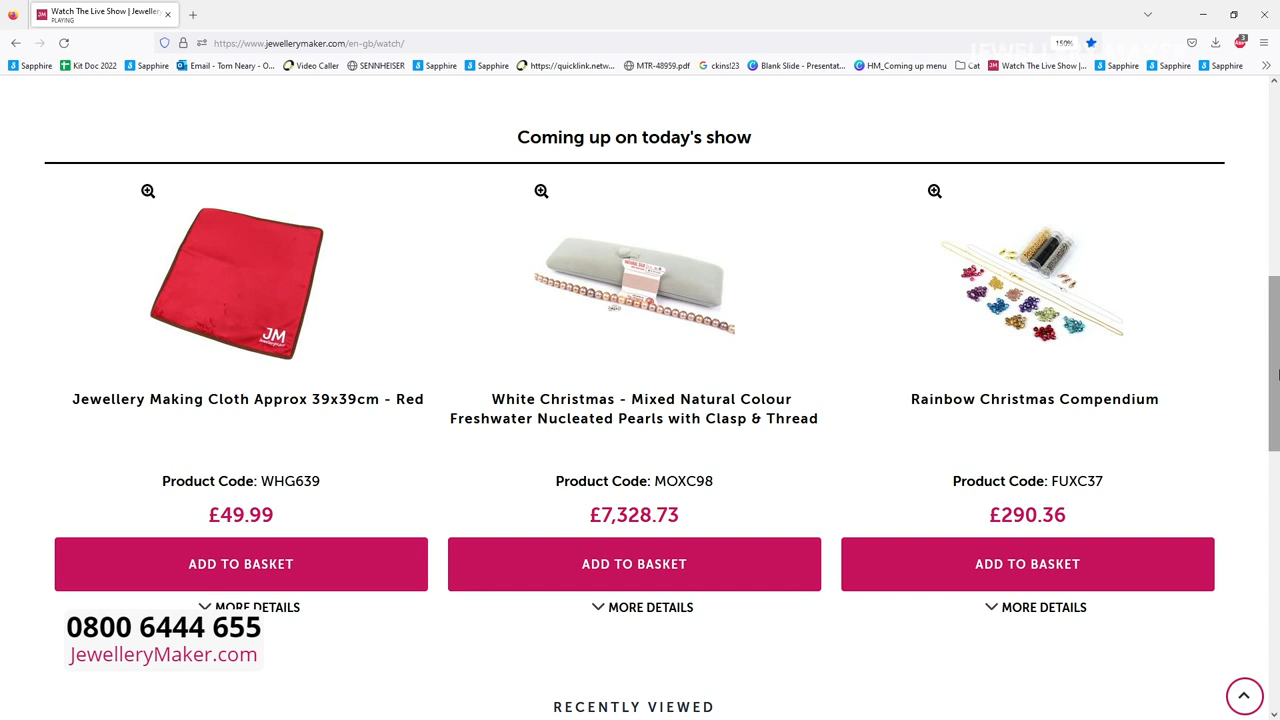 Watch The Live Show | Jeweller
PLAYING
https://www.jewellerymaker.com/en-gb/watch/
150%
3
JEWELLERY MAKER
Sapphire
Kit Doc 2022
Sapphire
Email - Tom Neary - O...
Video Caller
SENNHEISER
Sapphire
Sapphire
https://quicklink.netw...
MTR-48959.pdf
ckins!23
Blank Slide - Presentat...
HM_Coming up menu
Cat
Watch The Live Show |...
Sapphire
Sapphire
Sapphire
Coming up on today's show
JM
Jewellery Making Cloth Approx 39x39cm - Red
Product Code: WHG639
£49.99
ADD TO BASKET
MORE DETAILS
White Christmas - Mixed Natural Colour
Freshwater Nucleated Pearls with Clasp & Thread
Product Code: MOXC98
£7,328.73
ADD TO BASKET
MORE DETAILS
Rainbow Christmas Compendium
Product Code: FUXC37
£290.36
ADD TO BASKET
MORE DETAILS
0800 6444 655
JewelleryMaker.com
RECENTLY VIEWED